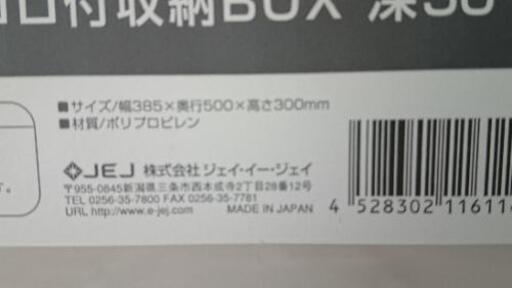 ロ付収納BOX 深50
■サイズ/幅385×奥行500×高さ300mm
■材質/ポリプロピレン
JEJ 株式会社 ジェイ・イー・ジェイ
〒955-0845新潟県三条市西本成寺2丁目28番12号
TEL 0256-35-7800 FAX 0256-35-7781
URL http://www.e-jej.com MADE IN JAPAN
す。
4 528302 11611